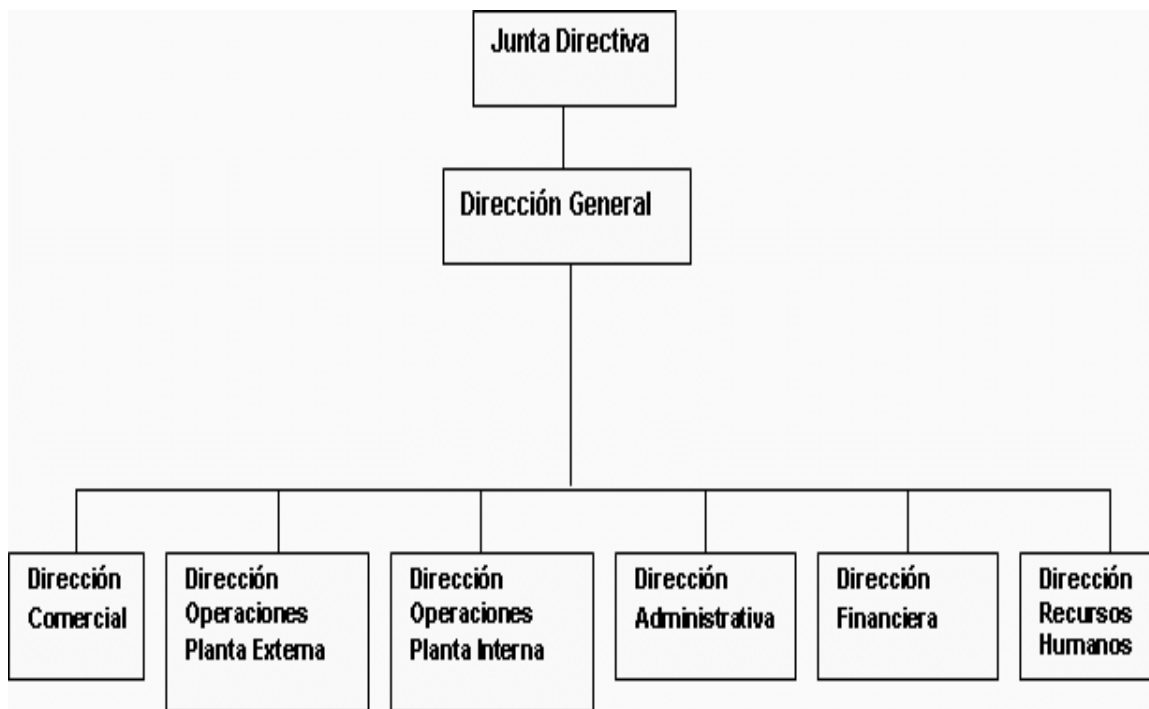 Junta Directiva
Dirección General
Dirección
Comercial
Dirección
Operaciones
Planta Externa
Dirección
Operaciones
Planta Interna
Dirección
Administrativa
Dirección
Financiera
Dirección
Recursos
Humanos